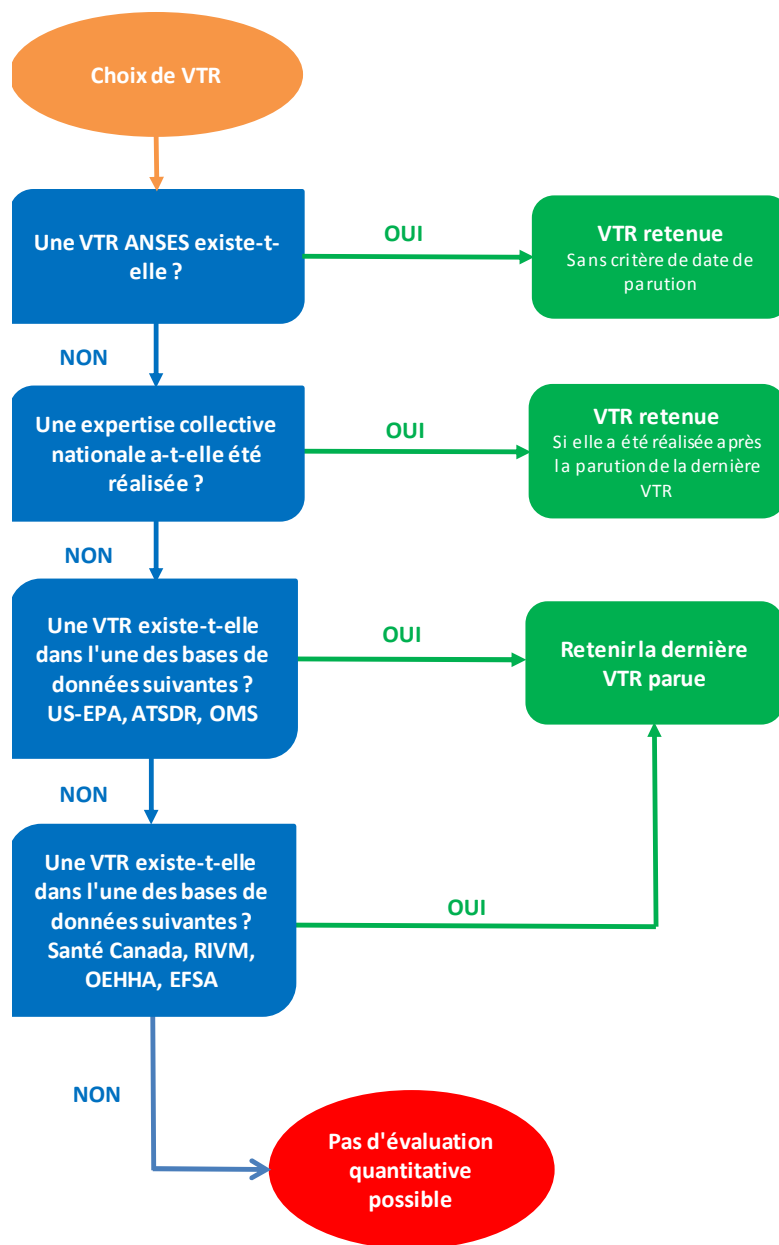 Choix de VTR
Une VTR ANSES existe-t-
elle ?
OUI
VTR retenue
Sans critère de date de
parution
NON
Une expertise collective
nationale a-t-elle été
réalisée ?
OUI
VTR retenue
Si elle a été réalisée après
la parution de la dernière
VTR
NON
Une VTR existe-t-elle
dans l'une des bases de
données suivantes ?
US-EPA, ATSDR, OMS
OUI
Retenir la dernière
VTR parue
NON
Une VTR existe-t-elle
dans l'une des bases de
données suivantes ?
Santé Canada, RIVM,
OEHHA, EFSA
OUI
NON
Pas d'évaluation
quantitative
possible